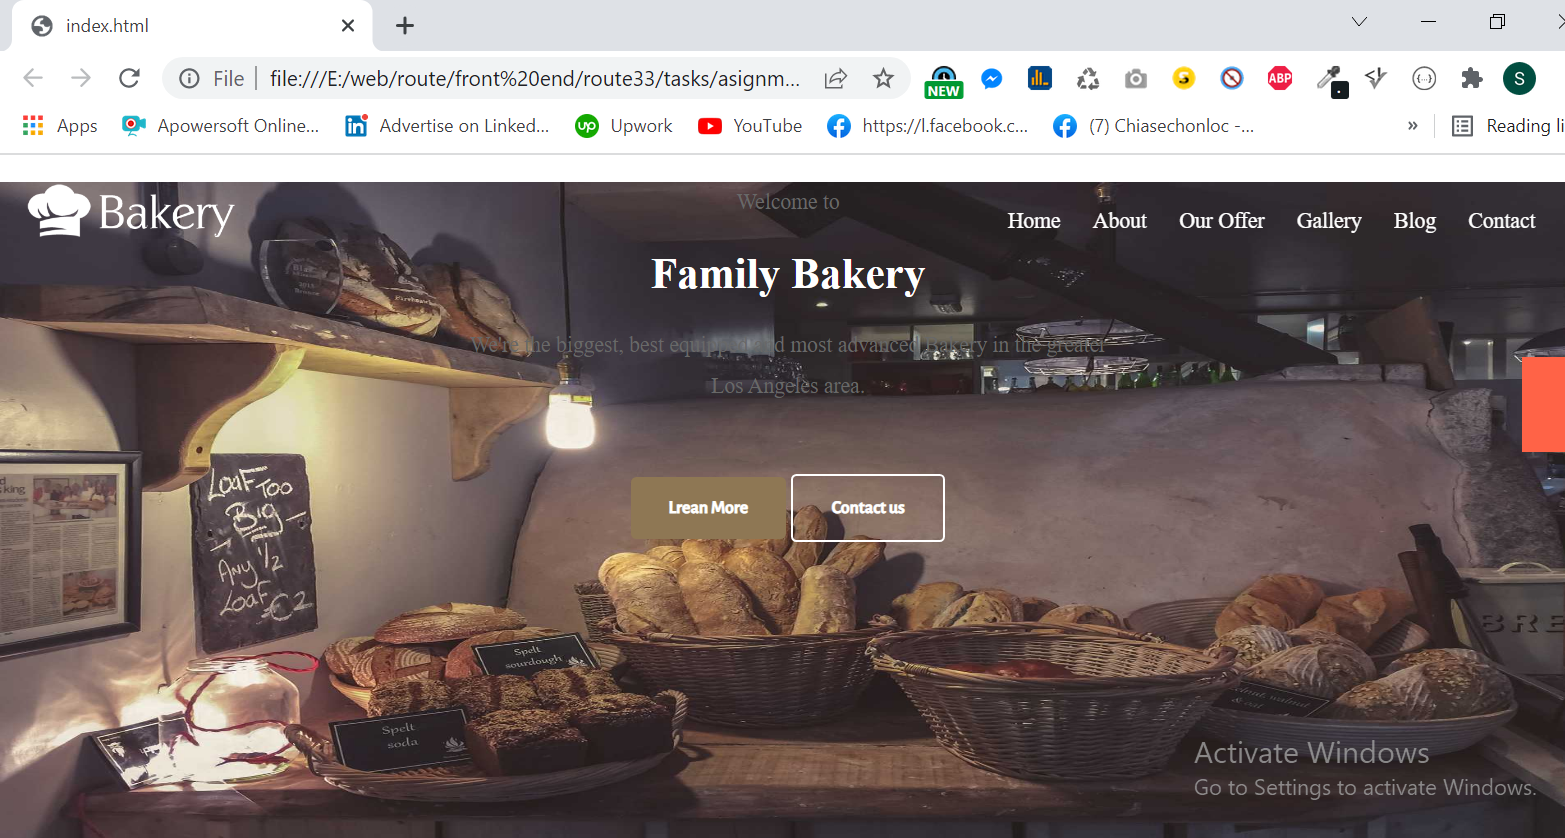 index.html
File
file:///E:/web/route/front%20end/route33/tasks/asignm...
NEW
ABP
S
Apps
Apowersoft Online...
Advertise on Linked...
Upwork
YouTube
https://l.facebook.c...
(7) Chiasechonloc -...
»
Reading li
Bakery
Home About Our Offer Gallery Blog Contact
Welcome to
Family Bakery
We're the biggest, best equipped and most advanced Bakery in the greater
Los Angeles area.
Lrean More
Contact us
Loaf Too
Big
Any 1/2
Loaf €2
Spelt
sourdough
Spelt
soda
BRE
Activate Windows
Go to Settings to activate Windows.